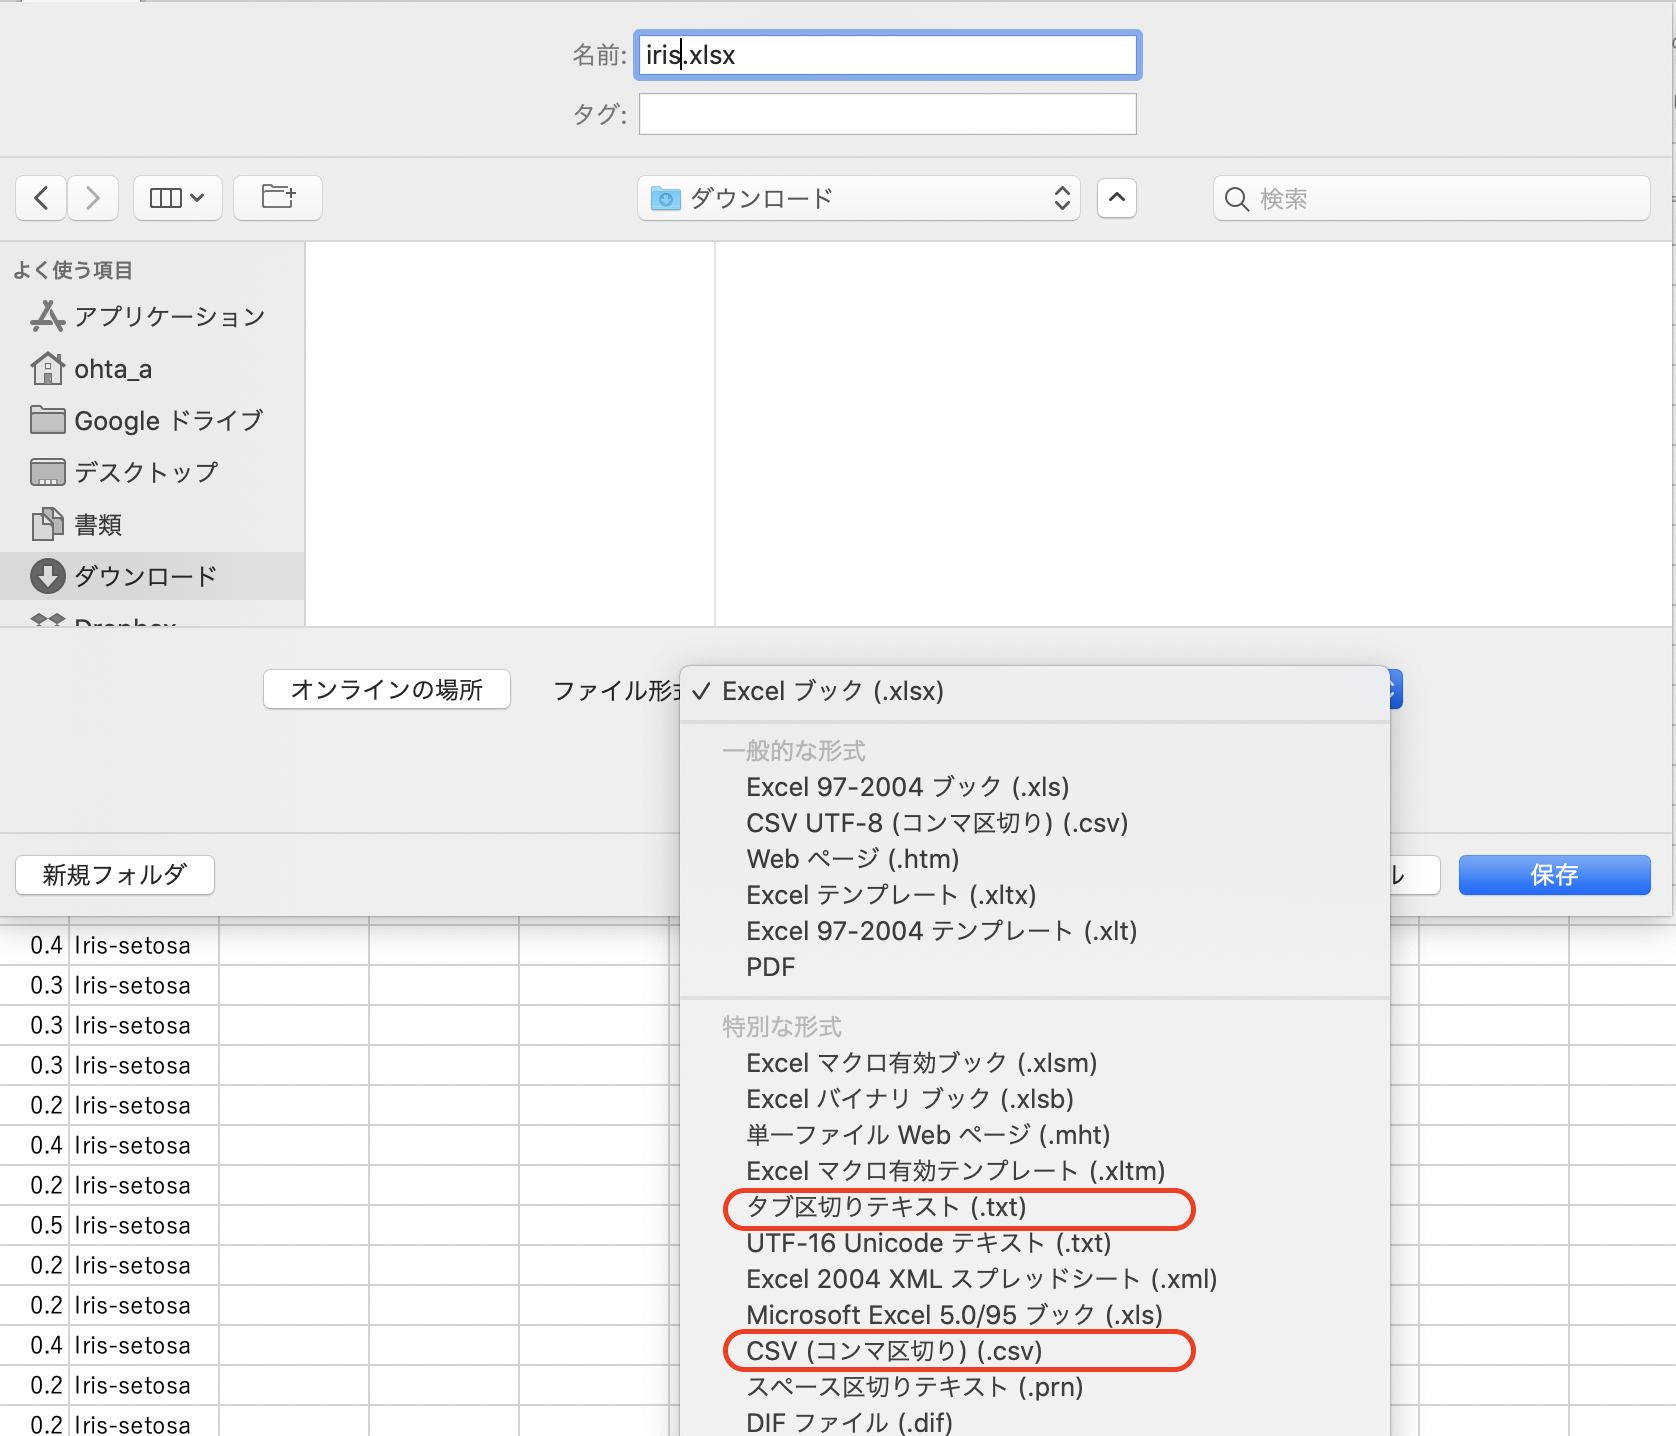 名前: iris.xlsx
タグ:
ダウンロード
検索
よく使う項目
アプリケーション
ohta_a
Google ドライブ
デスクトップ
書類
ダウンロード
Dropbox
オンラインの場所
ファイル形式
✓ Excel ブック (.xlsx)
一般的な形式
Excel 97-2004 ブック (.xls)
CSV UTF-8 (コンマ区切り) (.csv)
Web ページ (.htm)
Excel テンプレート (.xltx)
Excel 97-2004 テンプレート (.xlt)
PDF
特別な形式
Excel マクロ有効ブック (.xlsm)
Excel バイナリ ブック (.xlsb)
単一ファイル Web ページ (.mht)
Excel マクロ有効テンプレート (.xltm)
タブ区切りテキスト (.txt)
UTF-16 Unicode テキスト (.txt)
Excel 2004 XML スプレッドシート (.xml)
Microsoft Excel 5.0/95 ブック (.xls)
CSV (コンマ区切り) (.csv)
スペース区切りテキスト (.prn)
DIF ファイル (.dif)
新規フォルダ
ル
保存
0.4 Iris-setosa
0.3 Iris-setosa
0.3 Iris-setosa
0.3 Iris-setosa
0.2 Iris-setosa
0.4 Iris-setosa
0.2 Iris-setosa
0.5 Iris-setosa
0.2 Iris-setosa
0.2 Iris-setosa
0.4 Iris-setosa
0.2 Iris-setosa
0.2 Iris-setosa